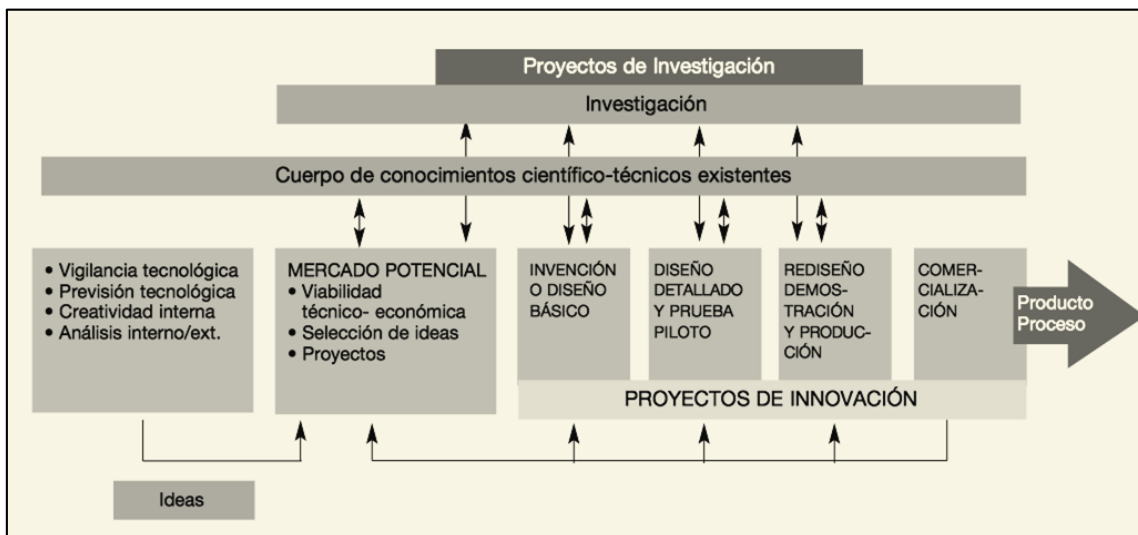 Proyectos de Investigación
Investigación
Cuerpo de conocimientos científico-técnicos existentes
• Vigilancia tecnológica
• Previsión tecnológica
• Creatividad interna
• Análisis interno/ext.
MERCADO POTENCIAL
• Viabilidad
técnico- económica
• Selección de ideas
• Proyectos
INVENCIÓN
O DISEÑO
BÁSICO
DISEÑO
DETALLADO
Y PRUEBA
PILOTO
REDISEÑO
DEMOS-
TRACIÓN
Y PRODUC-
CIÓN
COMER-
CIALIZA-
CIÓN
Producto
Proceso
PROYECTOS DE INNOVACIÓN
Ideas